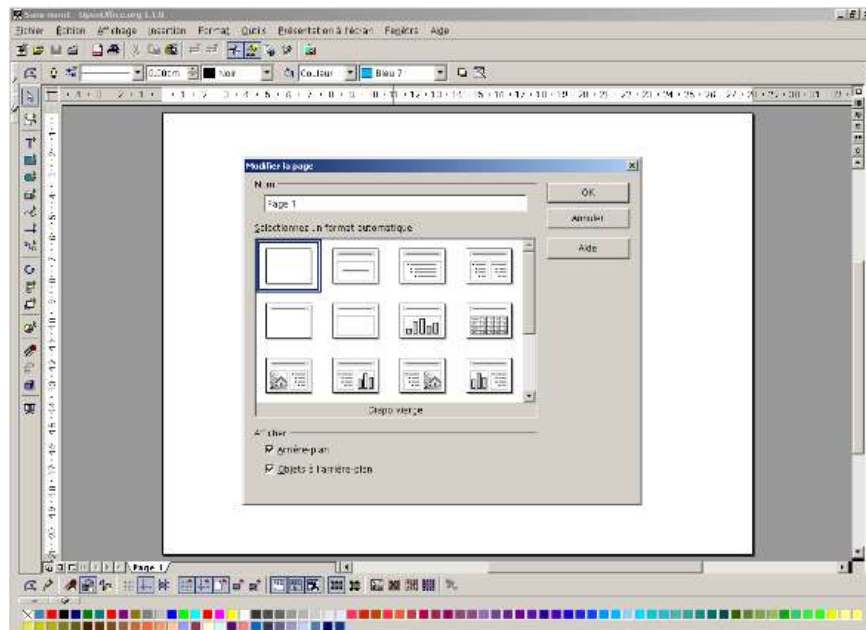 Sans nom1 - OpenOffice.org 1.1.0
Fichier Édition Affichage Insertion Format Outils Présentation à l'écran Fenêtre Aide
0,00cm Noir Couleur Bleu 7
Modifier la page
Nom
Page 1
OK
Annuler
Sélectionnez un format automatique
Aide
Diapo vierge
Afficher
Arrière-plan
Objets à l'arrière-plan
Page 1